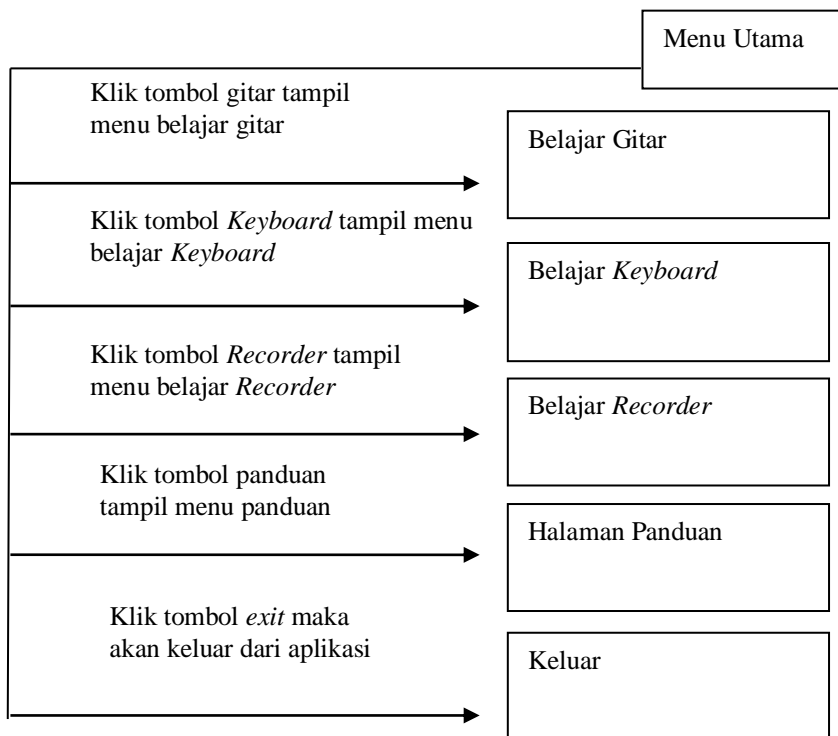 Menu Utama
Klik tombol gitar tampil
menu belajar gitar
Belajar Gitar
Klik tombol Keyboard tampil menu
belajar Keyboard
Belajar Keyboard
Klik tombol Recorder tampil
menu belajar Recorder
Belajar Recorder
Klik tombol panduan
tampil menu panduan
Halaman Panduan
Klik tombol exit maka
akan keluar dari aplikasi
Keluar